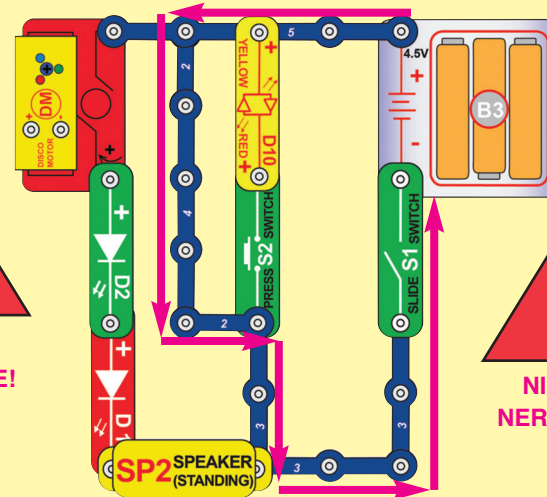 5
4.5V
+
-
B3
DM
+ -
DISCO MOTOR
+
2
4
2
+
YELLOW
RED+
D10
PRESS S2 SWITCH
SLIDE S1 SWITCH
+
D2
+
E!
NI
NER
3
3
3
SP2 SPEAKER
(STANDING)